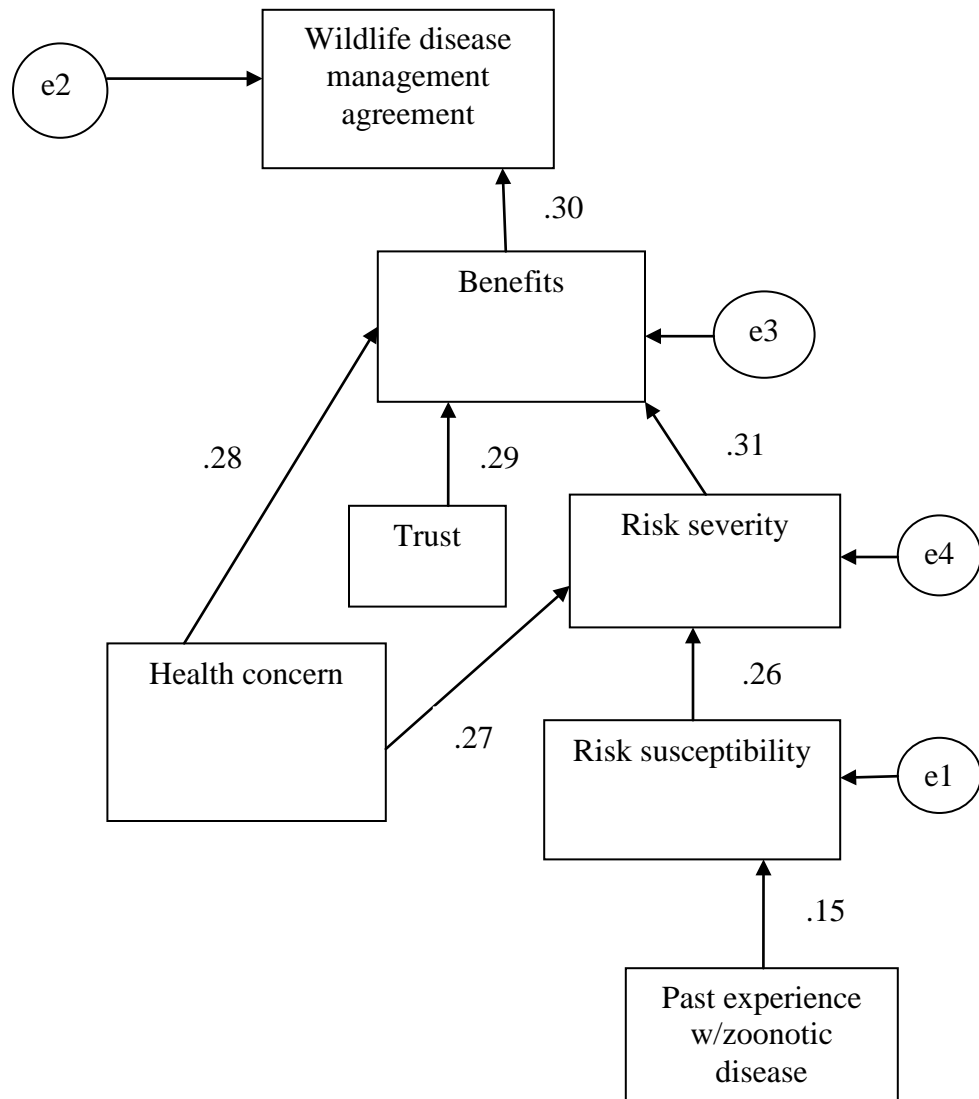 Wildlife disease
management
agreement
e2
.30
Benefits
e3
.28
.29
.31
Trust
Risk severity
e4
Health concern
.26
.27
Risk susceptibility
e1
.15
Past experience
w/zoonotic
disease